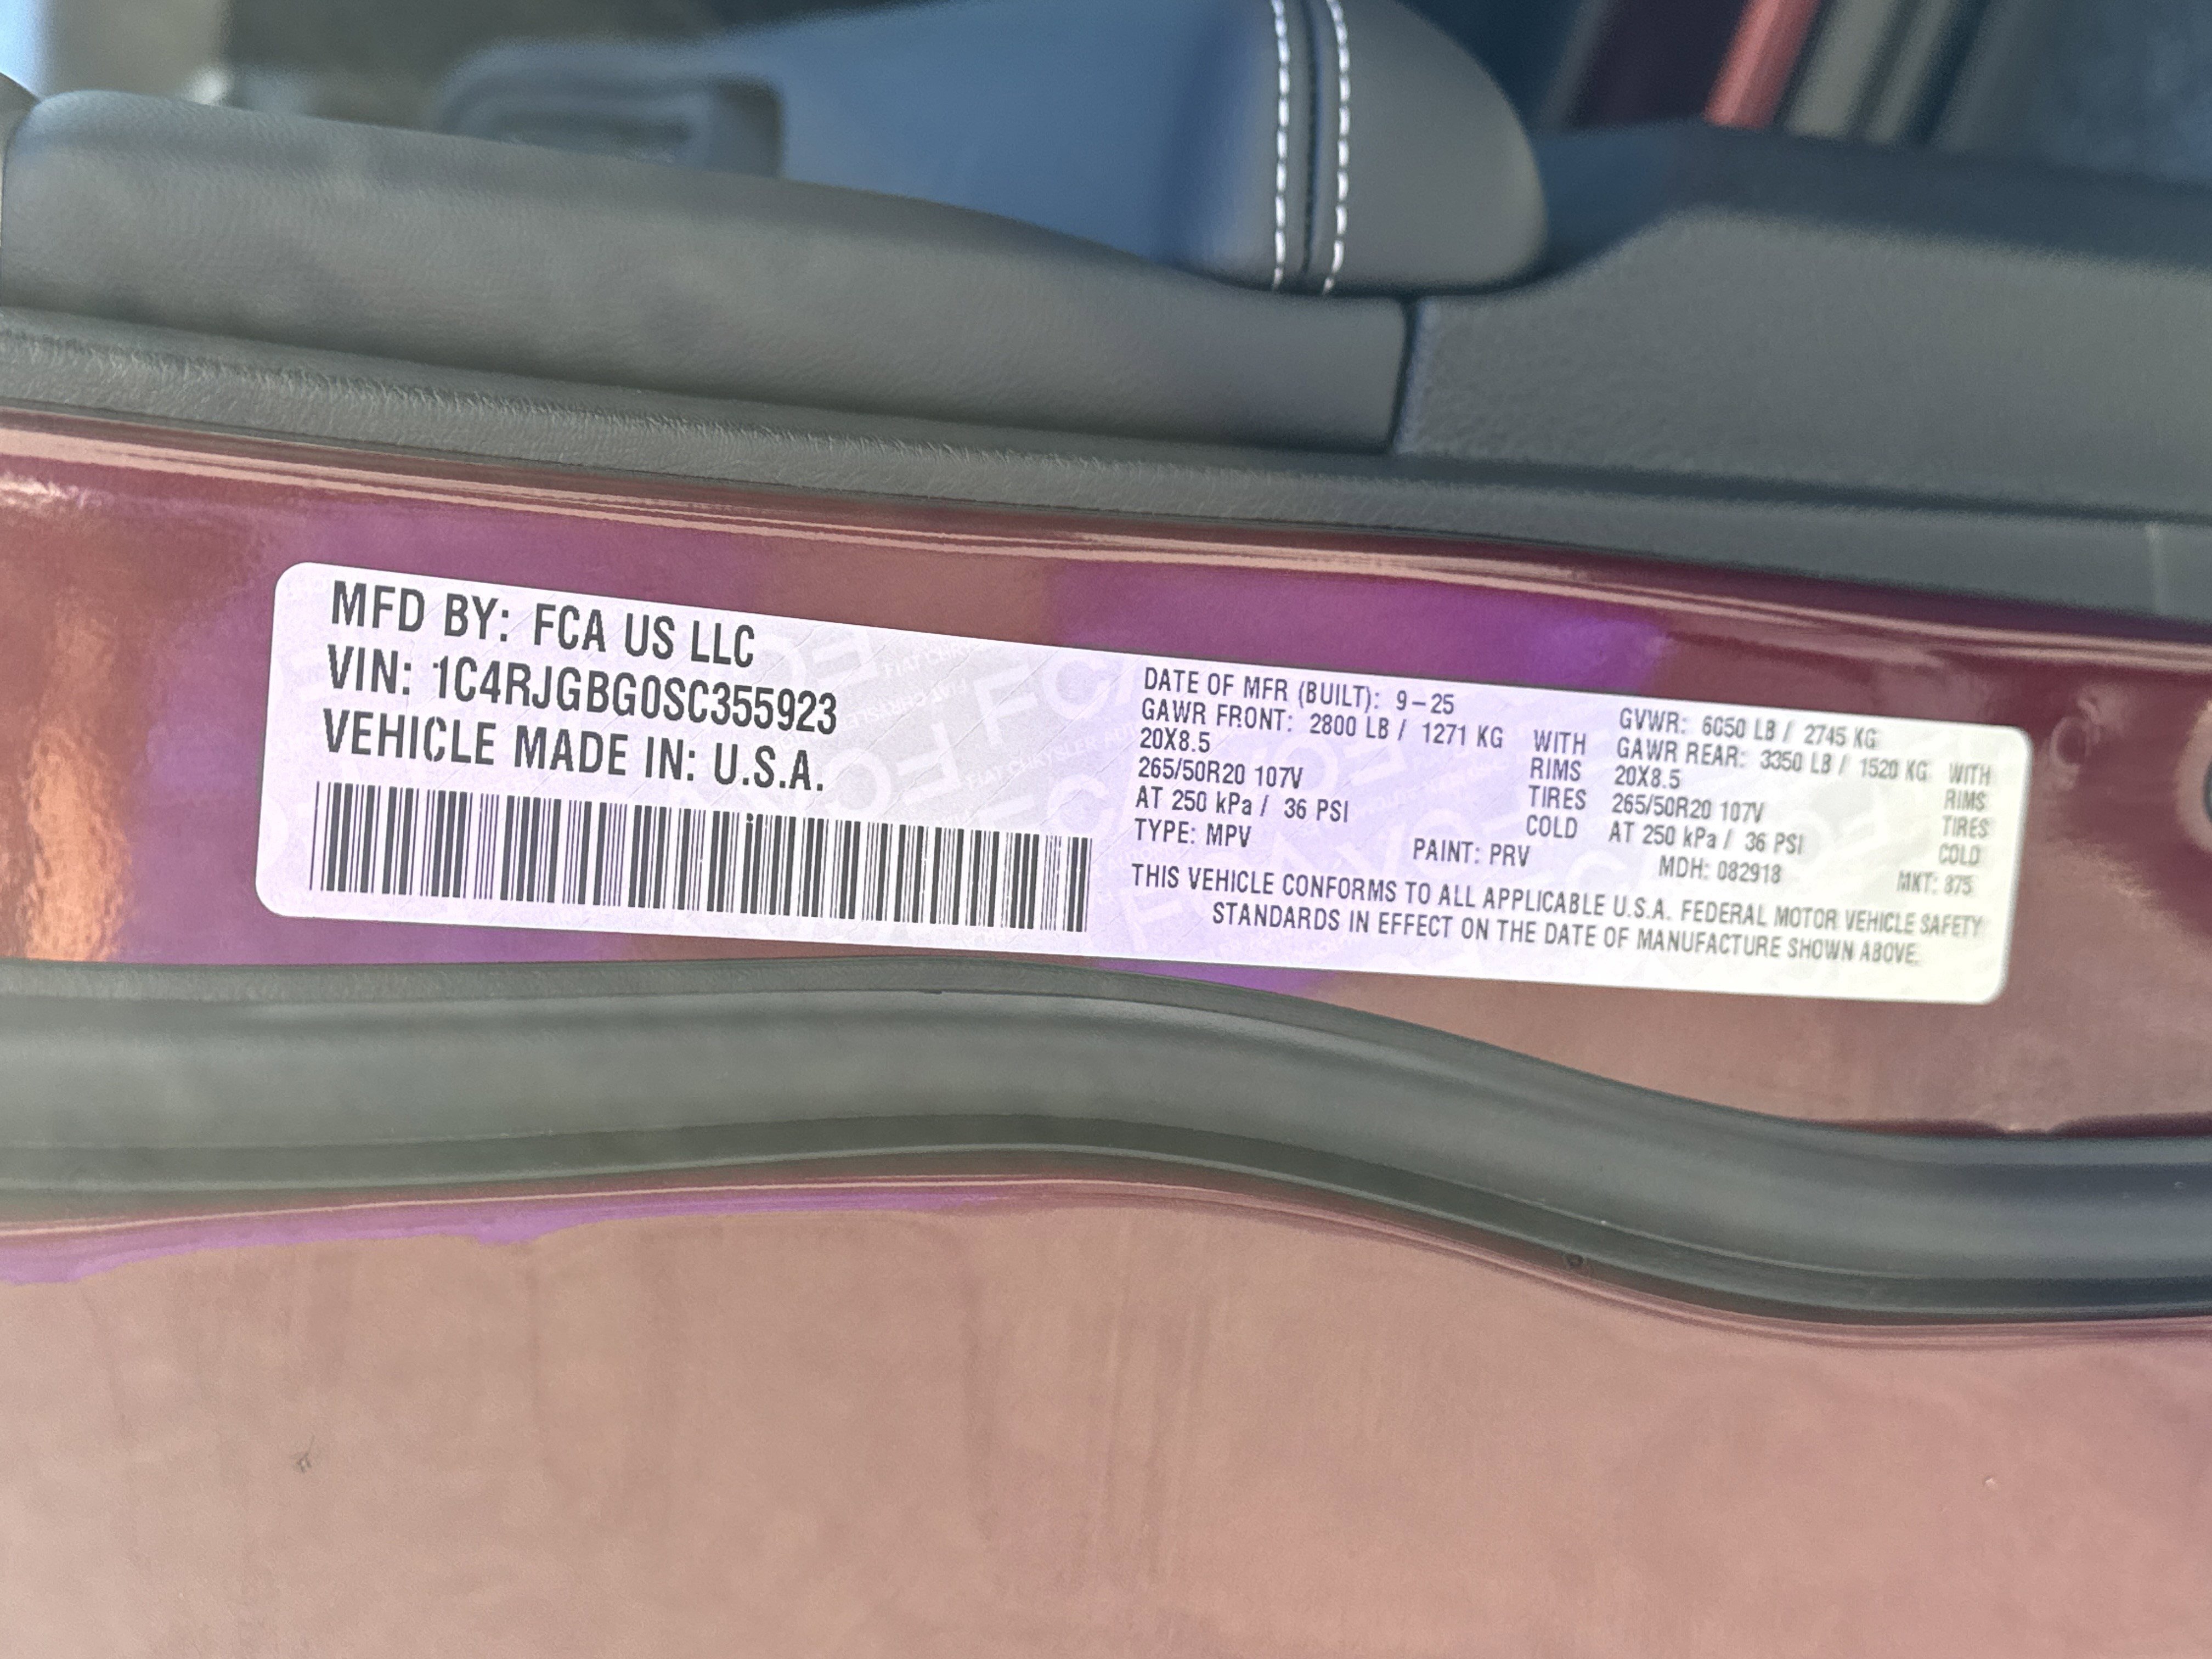 MFD BY: FCA US LLC
VIN: 1C4RJGBG0SC355923
VEHICLE MADE IN: U.S.A.
DATE OF MFR (BUILT): 9-25
GVWR: 6050 LB / 2745 KG
GAWR FRONT: 2800 LB / 1271 KG WITH
20X8.5 RIMS
265/50R20 107V TIRES
AT 250 kPa / 36 PSI COLD
GAWR REAR: 3350 LB / 1520 KG WITH
20X8.5 RIMS
265/50R20 107V TIRES
AT 250 kPa / 36 PSI COLD
TYPE: MPV PAINT: PRV MDH: 082918 MKT: 875
THIS VEHICLE CONFORMS TO ALL APPLICABLE U.S.A. FEDERAL MOTOR VEHICLE SAFETY
STANDARDS IN EFFECT ON THE DATE OF MANUFACTURE SHOWN ABOVE.